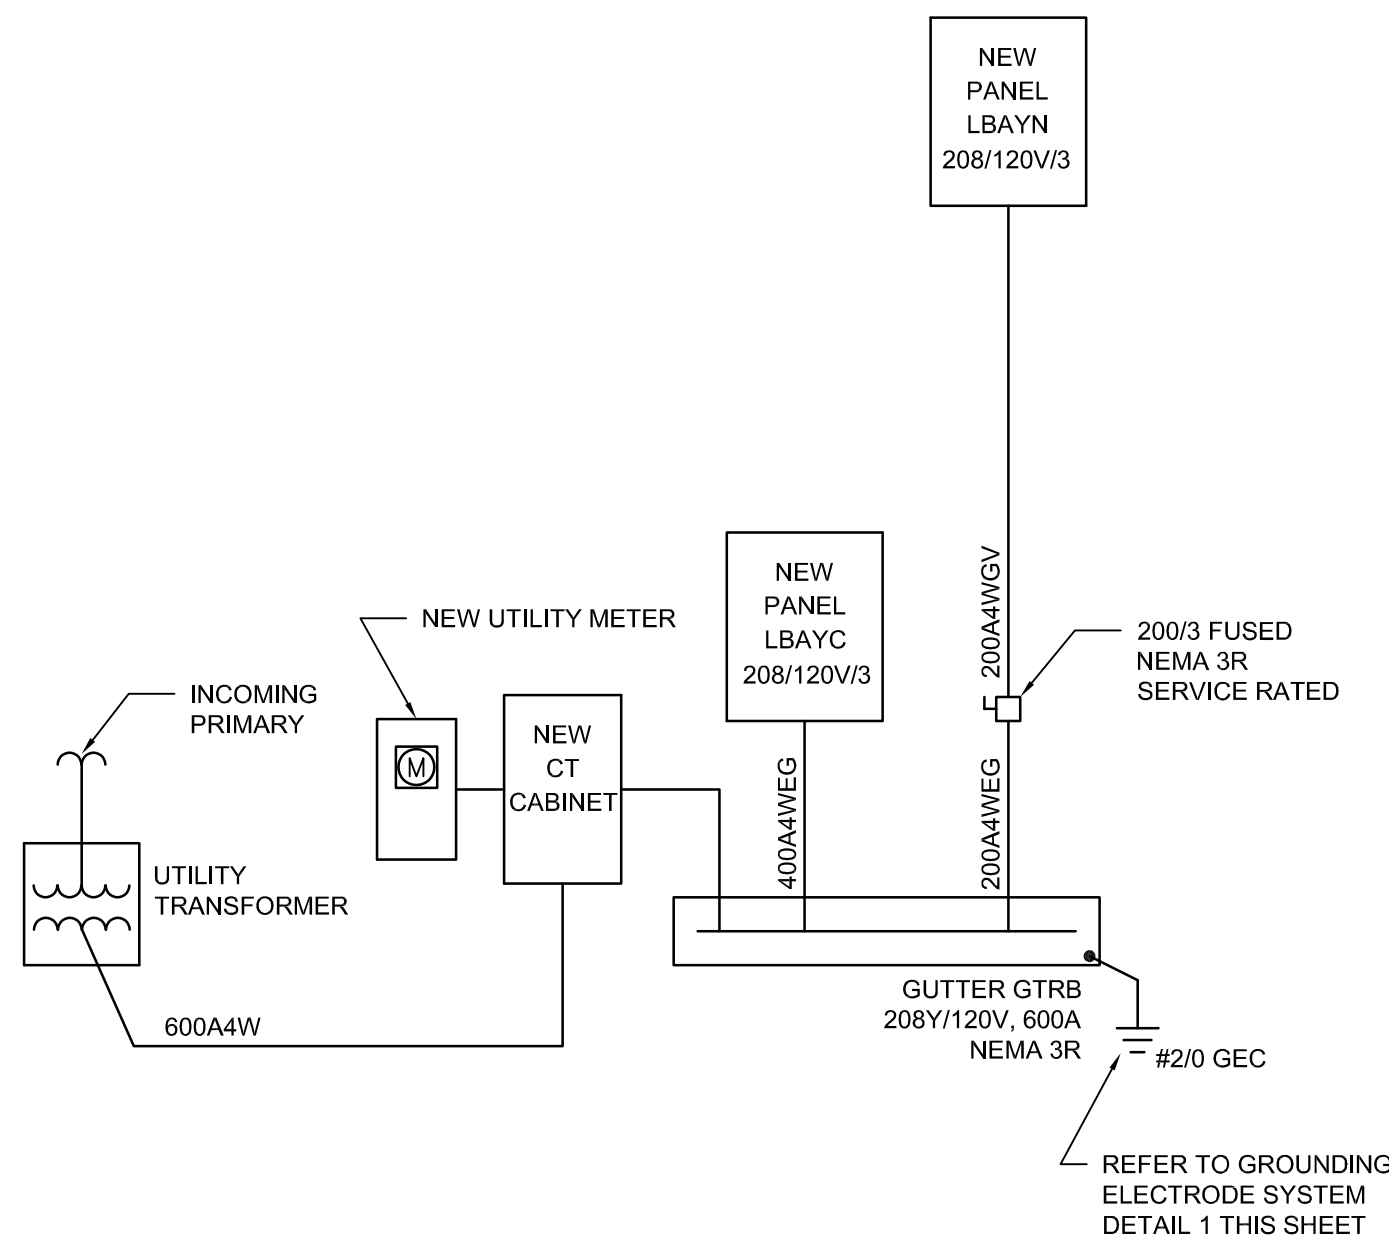 NEW
PANEL
LBAYN
208/120V/3
200A4WGV
200/3 FUSED
NEMA 3R
SERVICE RATED
NEW
PANEL
LBAYC
208/120V/3
NEW UTILITY METER
INCOMING
PRIMARY
M
NEW
CT
CABINET
400A4WEG
200A4WEG
UTILITY
TRANSFORMER
600A4W
GUTTER GTRB
208Y/120V, 600A
NEMA 3R
#2/0 GEC
REFER TO GROUNDING
ELECTRODE SYSTEM
DETAIL 1 THIS SHEET